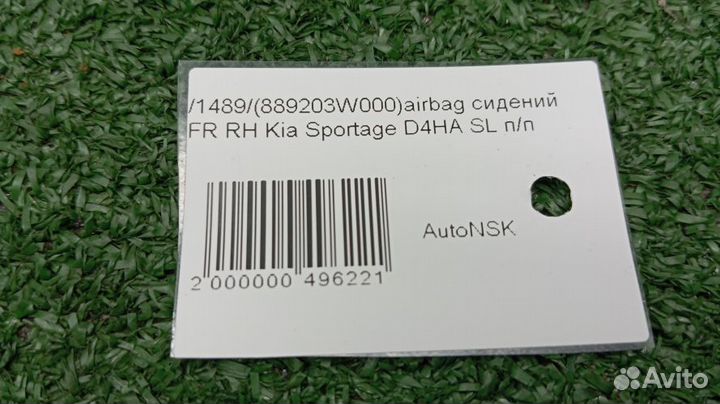 /1489/(889203W000)airbag сидений
FR RH Kia Sportage D4HA SL п/п
AutoNSK
2 000000 496221
Avito